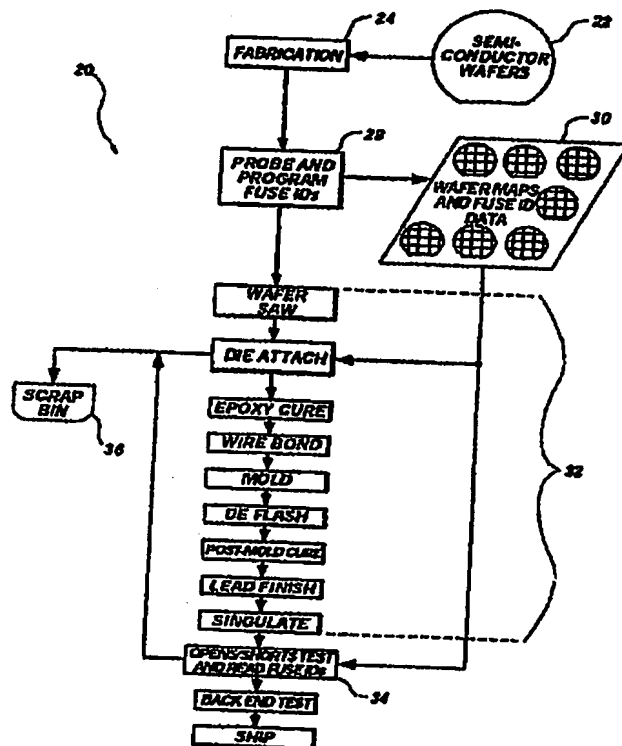 24
22
FABRICATION
SEMI-
CONDUCTOR
WAFERS
20
28
30
PROBE AND
PROGRAM
FUSE IDs
WAFER MAPS
AND FUSE ID
DATA
WAFER
SAW
DIE ATTACH
SCRAP
BIN
36
EPOXY CURE
WIRE BOND
32
MOLD
DE FLASH
POST-MOLD CURE
LEAD FINISH
SINGULATE
OPENS/SHORTS TEST
AND READ FUSE IDs
34
BACK END TEST
SHIP